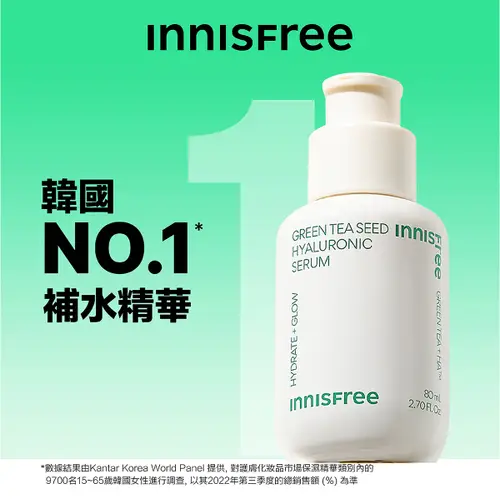 innisfree
韓國
NO.1*
補水精華
GREEN TEA SEED
HYALURONIC
SERUM
innisfree
HYDRATE + GLOW
GREEN TEA + HA™
innisfree
80 mL
2.70 FL.Oz
*數據結果由Kantar Korea World Panel 提供, 對護膚化妝品市場保濕精華類別內的
9700名15~65歲韓國女性進行調查, 以其2022年第三季度的總銷售額 (%) 為準